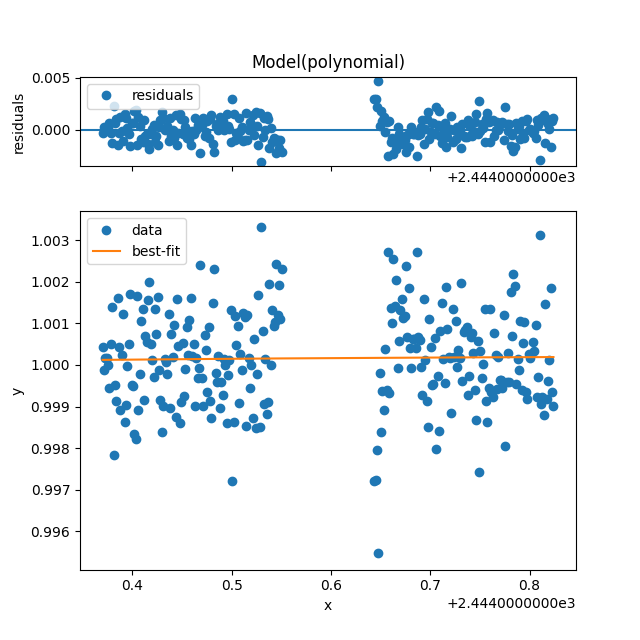 Model(polynomial)
residuals
0.005
0.000
residuals
+2.4440000000e3
data
best-fit
1.003
1.002
1.001
1.000
0.999
0.998
0.997
0.996
y
0.4 0.5 0.6 0.7 0.8
x
+2.4440000000e3